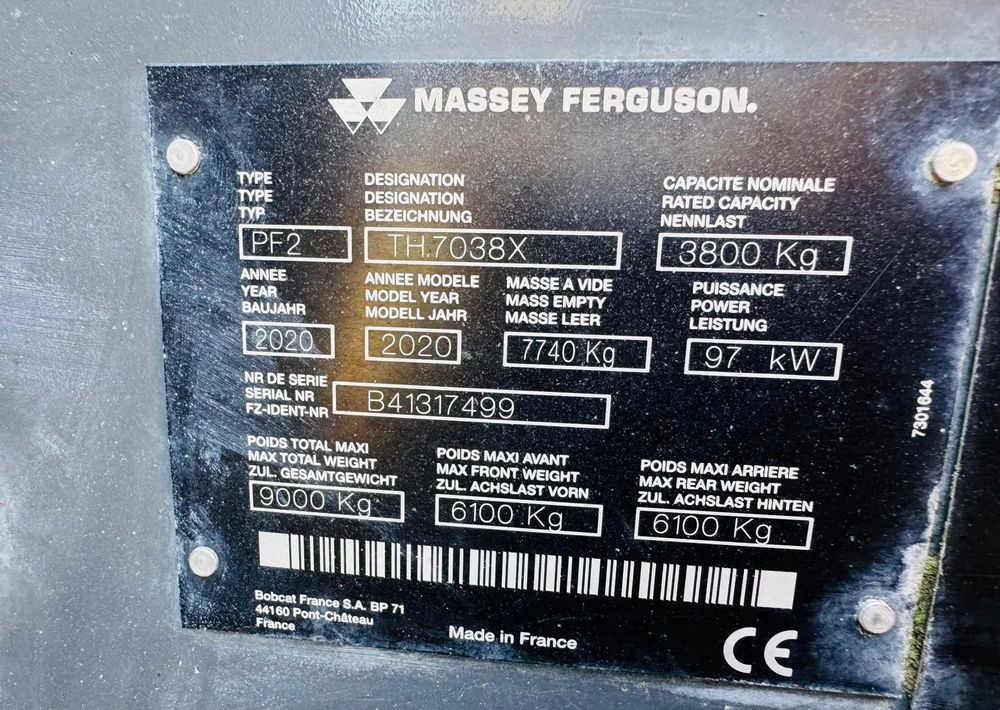 MASSEY FERGUSON.
TYPE
TYPE
TYP
PF2
DESIGNATION
DESIGNATION
BEZEICHNUNG
TH.7038X
CAPACITE NOMINALE
RATED CAPACITY
NENNLAST
3800 Kg
ANNÉE
YEAR
BAUJAHR
2020
ANNEE MODELE
MODEL YEAR
MODELL JAHR
2020
MASSE A VIDE
MASS EMPTY
MASSE LEER
7740 Kg
PUISSANCE
POWER
LEISTUNG
97 kW
NR DE SERIE
SERIAL NR
FZ-IDENT-NR
B41317499
7301644
POIDS TOTAL MAXI
MAX TOTAL WEIGHT
ZUL. GESAMTGEWICHT
9000 Kg
POIDS MAXI AVANT
MAX FRONT WEIGHT
ZUL. ACHSLAST VORN
6100 Kg
POIDS MAXI ARRIERE
MAX REAR WEIGHT
ZUL. ACHSLAST HINTEN
6100 Kg
Bobcat France S.A. BP 71
44160 Pont-Château
France
Made in France
CE